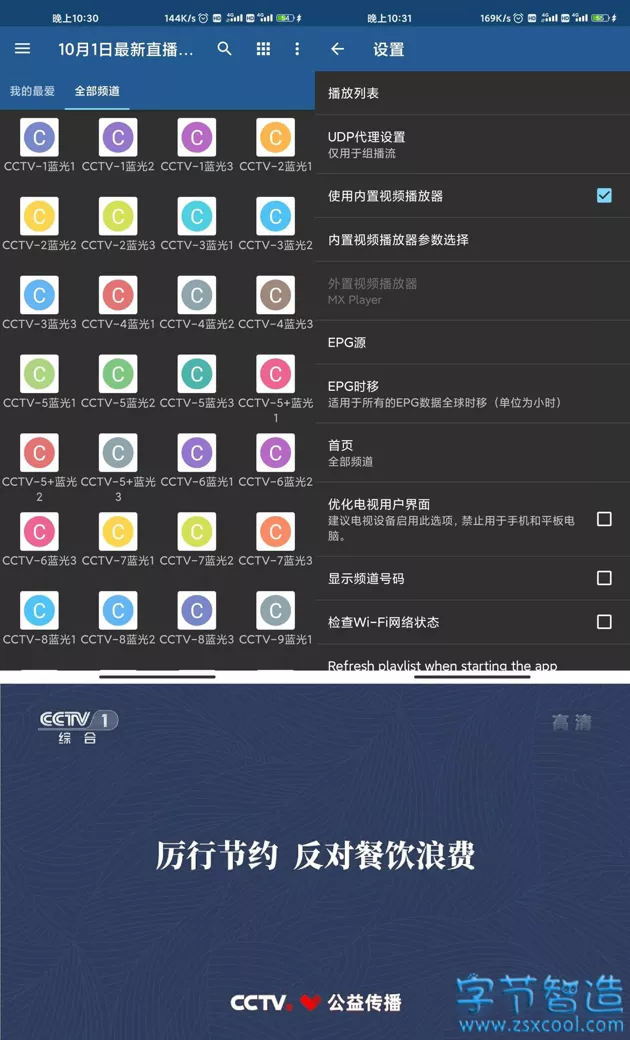 晚上10:30
144K/s
54
10月1日最新直播...
我的最爱
全部频道
C C C C
CCTV-1蓝光1 CCTV-1蓝光2 CCTV-1蓝光3 CCTV-2蓝光1
C C C C
CCTV-2蓝光2 CCTV-2蓝光3 CCTV-3蓝光1 CCTV-3蓝光2
C C C C
CCTV-3蓝光3 CCTV-4蓝光1 CCTV-4蓝光2 CCTV-4蓝光3
C C C C
CCTV-5蓝光1 CCTV-5蓝光2 CCTV-5蓝光3 CCTV-5+蓝光
1
C C C C
CCTV-5+蓝光 CCTV-5+蓝光 CCTV-6蓝光1 CCTV-6蓝光2
2 3
C C C C
CCTV-6蓝光3 CCTV-7蓝光1 CCTV-7蓝光2 CCTV-7蓝光3
C C C C
CCTV-8蓝光1 CCTV-8蓝光2 CCTV-8蓝光3 CCTV-9蓝光1
晚上10:31
169K/s
设置
播放列表
UDP代理设置
仅用于组播流
使用内置视频播放器
内置视频播放器参数选择
外置视频播放器
MX Player
EPG源
EPG时移
适用于所有的EPG数据全球时移（单位为小时）
首页
全部频道
优化电视用户界面
建议电视设备启用此选项, 禁止用于手机和平板电
脑。
显示频道号码
检查Wi-Fi网络状态
Refresh playlist when starting the app
CCTV 1
综合
高清
厉行节约 反对餐饮浪费
CCTV. 公益传播
字节智造
www.zsxcool.com